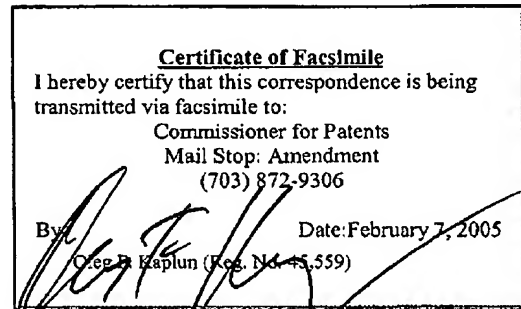 Certificate of Facsimile
I hereby certify that this correspondence is being
transmitted via facsimile to:
Commissioner for Patents
Mail Stop: Amendment
(703) 872-9306
By: Date:February 7, 2005
Oleg F. Kaplun (Reg. No. 45,559)